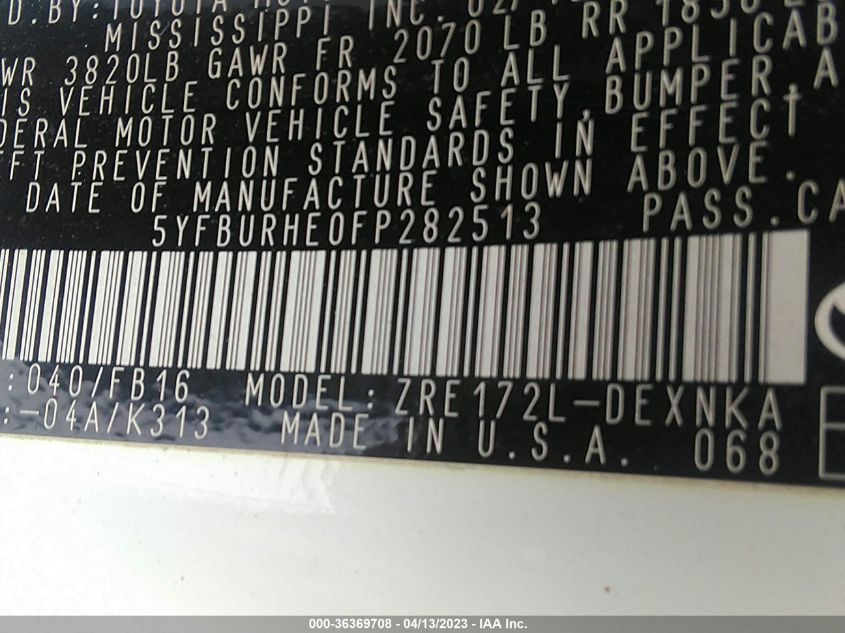 D.BY: TOYOTA
MISSISSIPPI INC.
WR 3820LB GAWR FR 2070 LB RR 1850
IS VEHICLE CONFORMS TO ALL APPLICAB
DERAL MOTOR VEHICLE SAFETY, BUMPER, A
EFT PREVENTION STANDARDS IN EFFECT
DATE OF MANUFACTURE SHOWN ABOVE.
5YFBURHE0FP282513 PASS.CA
:040/FB16 MODEL: ZRE172L-DEXNKA
:-04A/K313 MADE IN U.S.A. 068
000-36369708 - 04/13/2023 - IAA Inc.